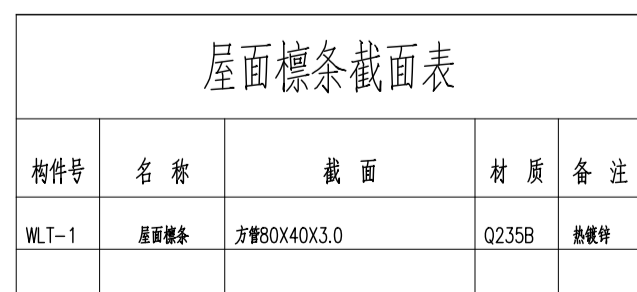 屋面檩条截面表
构件号 名 称 截 面 材 质 备 注
WLT-1 屋面檩条 方管80X40X3.0 Q235B 热镀锌